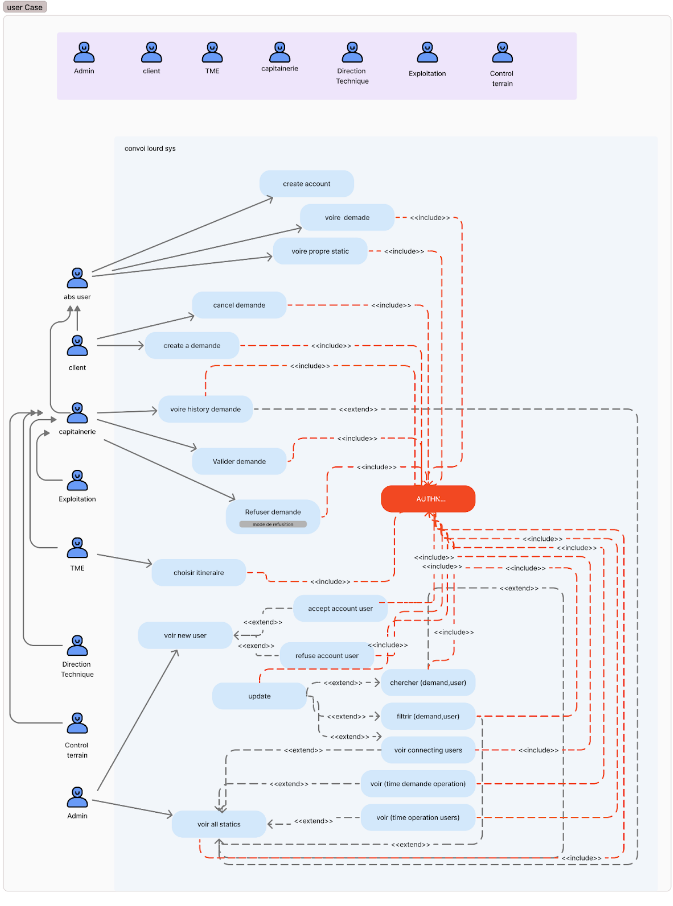 user Case
Admin
client
TME
capitainerie
Direction
Technique
Exploitation
Control
terrain
convoi lourd sys
create account
voire demade
<<include>>
voire propre static
<<include>>
abs user
cancel demande
<<include>>
create a demande
<<include>>
client
<<include>>
voire history demande
<<extend>>
capitainerie
<<include>>
Valider demande
<<include>>
Exploitation
AUTHN...
Refuser demande
mode de refusition
TME
<<include>>
<<include>>
<<include>>
<<include>>
choisir itineraire
<<include>>
<<extend>>
accept account user
<<extend>>
voir new user
<<include>>
<<exend>>
<<include>>
refuse account user
Direction
Technique
<<extend>>
chercher (demand,user)
update
<<extend>>
filtrir (demand,user)
<<extend>>
Control
terrain
<<extend>>
voir connecting users
<<include>>
<<extend>>
voir (time demande operation)
<<include>>
Admin
<<extend>>
voir (time operation users)
<<include>>
voir all statics
<<extend>>
<<include>>